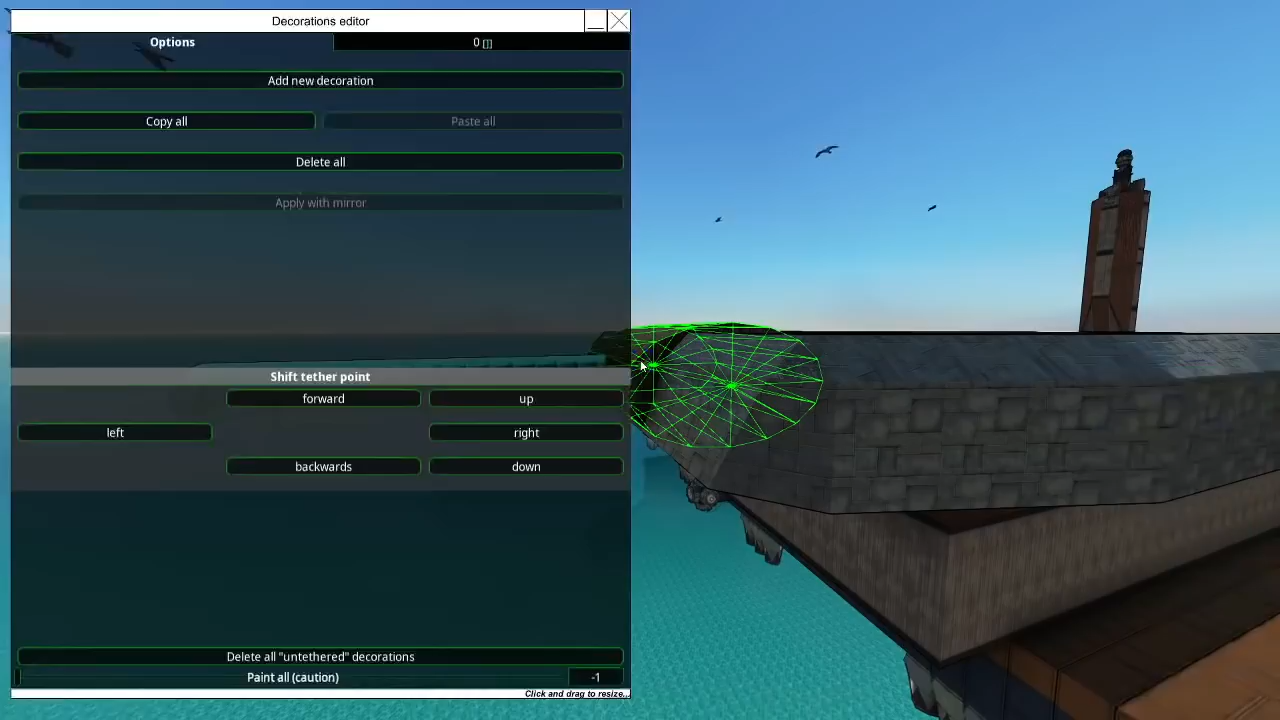 Decorations editor
Options
0 []
Add new decoration
Copy all
Paste all
Delete all
Apply with mirror
Shift tether point
forward
up
left
right
backwards
down
Delete all "untethered" decorations
Paint all (caution)
-1
Click and drag to resize...